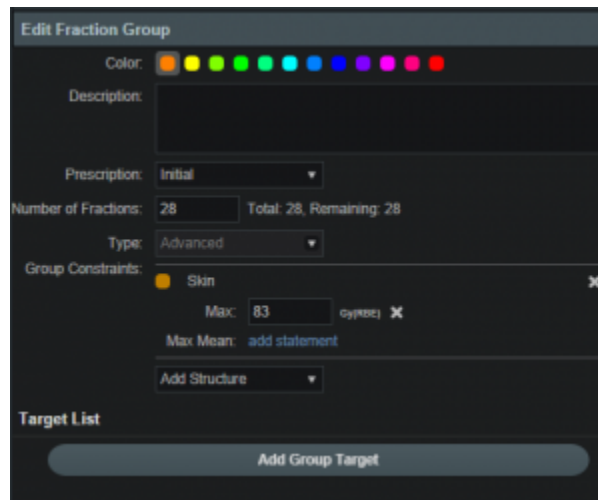 Edit Fraction Group
Color:
Description:
Prescription: Initial
Number of Fractions: 28 Total: 28, Remaining: 28
Type: Advanced
Group Constraints:
Skin
Max: 83 Gy(RBE)
Max Mean: add statement
Add Structure
Target List
Add Group Target